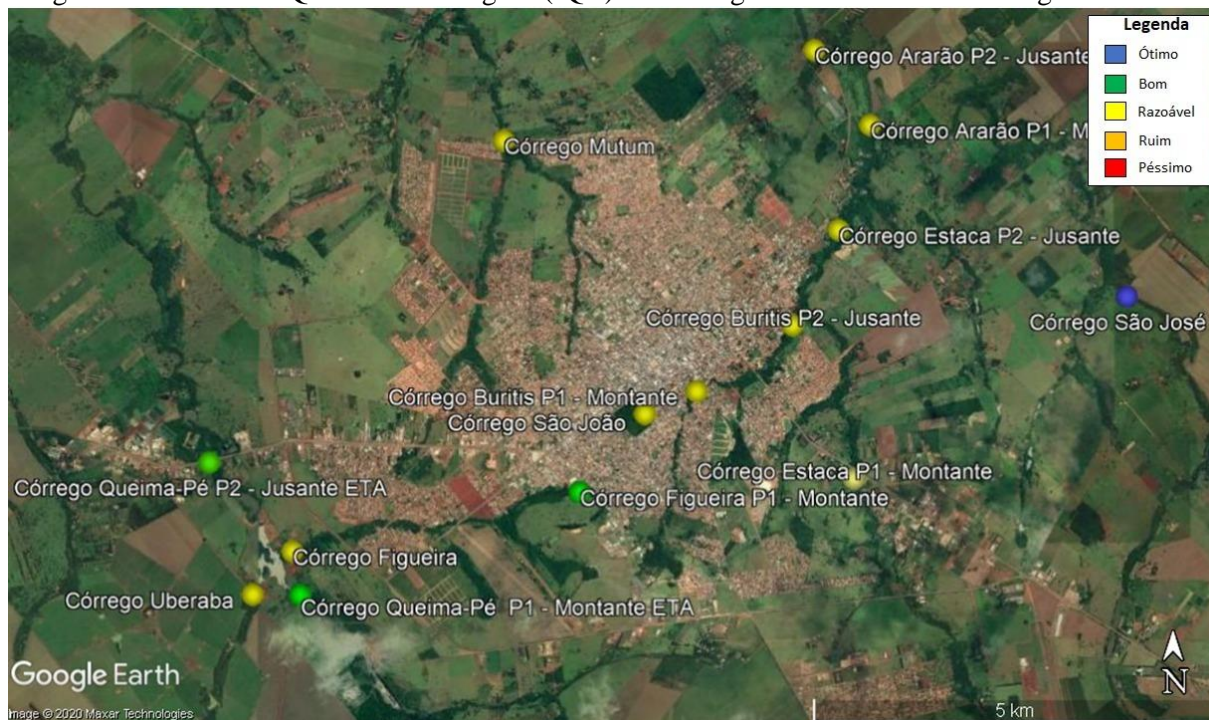 Legenda
Ótimo
Bom
Razoável
Ruim
Péssimo
Córrego Ararão P2 - Jusante
Córrego Ararão P1 - M
Córrego Mutum
Córrego Estaca P2 - Jusante
Córrego São José
Córrego Buritis P2 - Jusante
Córrego Buritis P1 - Montante
Córrego São João
Córrego Estaca P1 - Montante
Córrego Queima-Pé P2 - Jusante ETA
Córrego Figueira P1 - Montante
Córrego Figueira
Córrego Uberaba
Córrego Queima-Pé P1 - Montante ETA
Google Earth
N
Image © 2020 Maxar Technologies
5 km